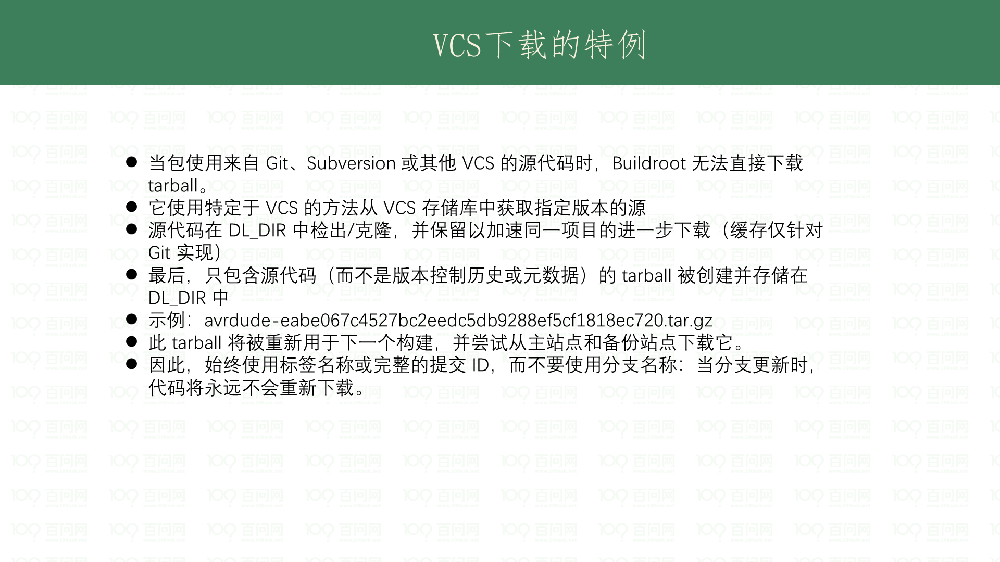 VCS下载的特例
● 当包使用来自 Git、Subversion 或其他 VCS 的源代码时，Buildroot 无法直接下载
tarball。
● 它使用特定于 VCS 的方法从 VCS 存储库中获取指定版本的源
● 源代码在 DL_DIR 中检出/克隆，并保留以加速同一项目的进一步下载（缓存仅针对
Git 实现）
● 最后，只包含源代码（而不是版本控制历史或元数据）的 tarball 被创建并存储在
DL_DIR 中
● 示例：avrdude-eabe067c4527bc2eedc5db9288ef5cf1818ec720.tar.gz
● 此 tarball 将被重新用于下一个构建，并尝试从主站点和备份站点下载它。
● 因此，始终使用标签名称或完整的提交 ID，而不要使用分支名称：当分支更新时，
代码将永远不会重新下载。
百问网
www.100ask.net